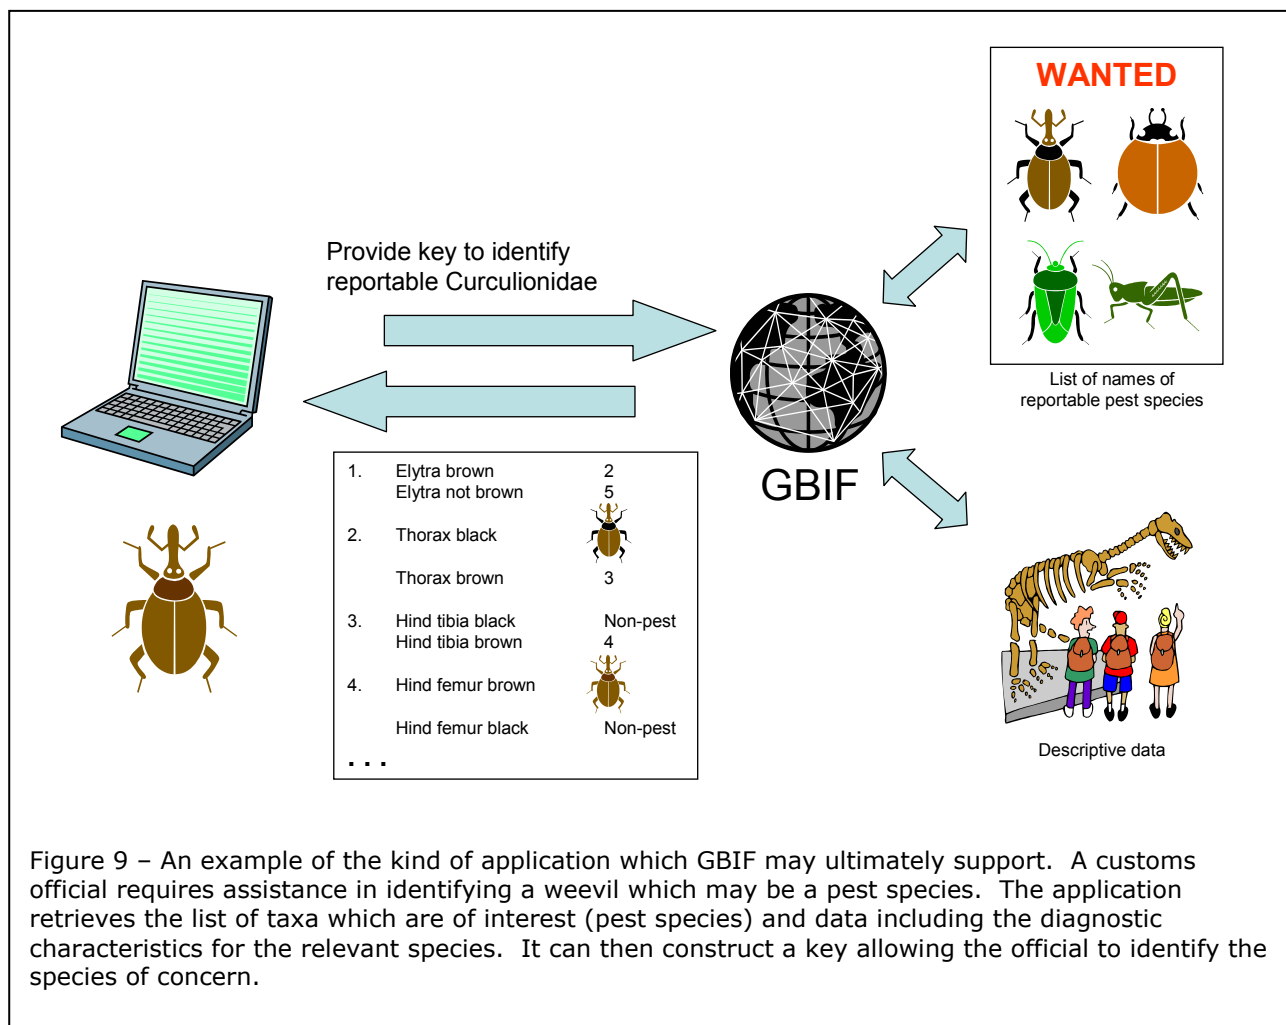 WANTED
Provide key to identify
reportable Curculionidae
List of names of
reportable pest species
GBIF
1. Elytra brown 2
Elytra not brown 5
2. Thorax black
Thorax brown 3
3. Hind tibia black Non-pest
Hind tibia brown 4
4. Hind femur brown
Hind femur black Non-pest
. . .
Descriptive data
Figure 9 – An example of the kind of application which GBIF may ultimately support. A customs
official requires assistance in identifying a weevil which may be a pest species. The application
retrieves the list of taxa which are of interest (pest species) and data including the diagnostic
characteristics for the relevant species. It can then construct a key allowing the official to identify the
species of concern.